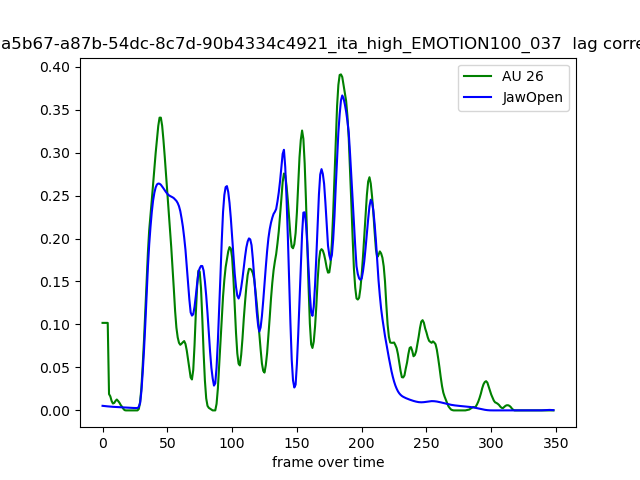 a5b67-a87b-54dc-8c7d-90b4334c4921_ita_high_EMOTION100_037 lag corre
AU 26
JawOpen
0.40
0.35
0.30
0.25
0.20
0.15
0.10
0.05
0.00
0 50 100 150 200 250 300 350
frame over time